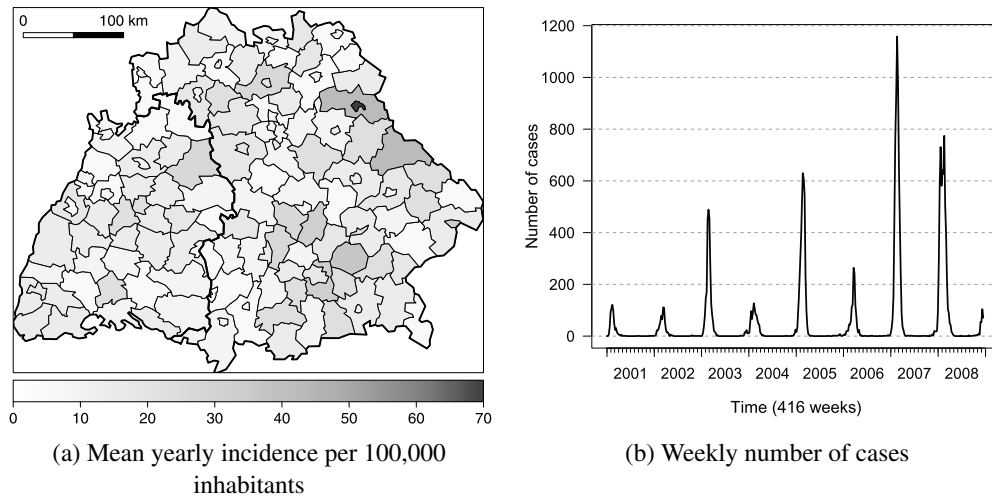 0 100 km
0 10 20 30 40 50 60 70
(a) Mean yearly incidence per 100,000
inhabitants
Number of cases
1200
1000
800
600
400
200
0
2001 2002 2003 2004 2005 2006 2007 2008
Time (416 weeks)
(b) Weekly number of cases